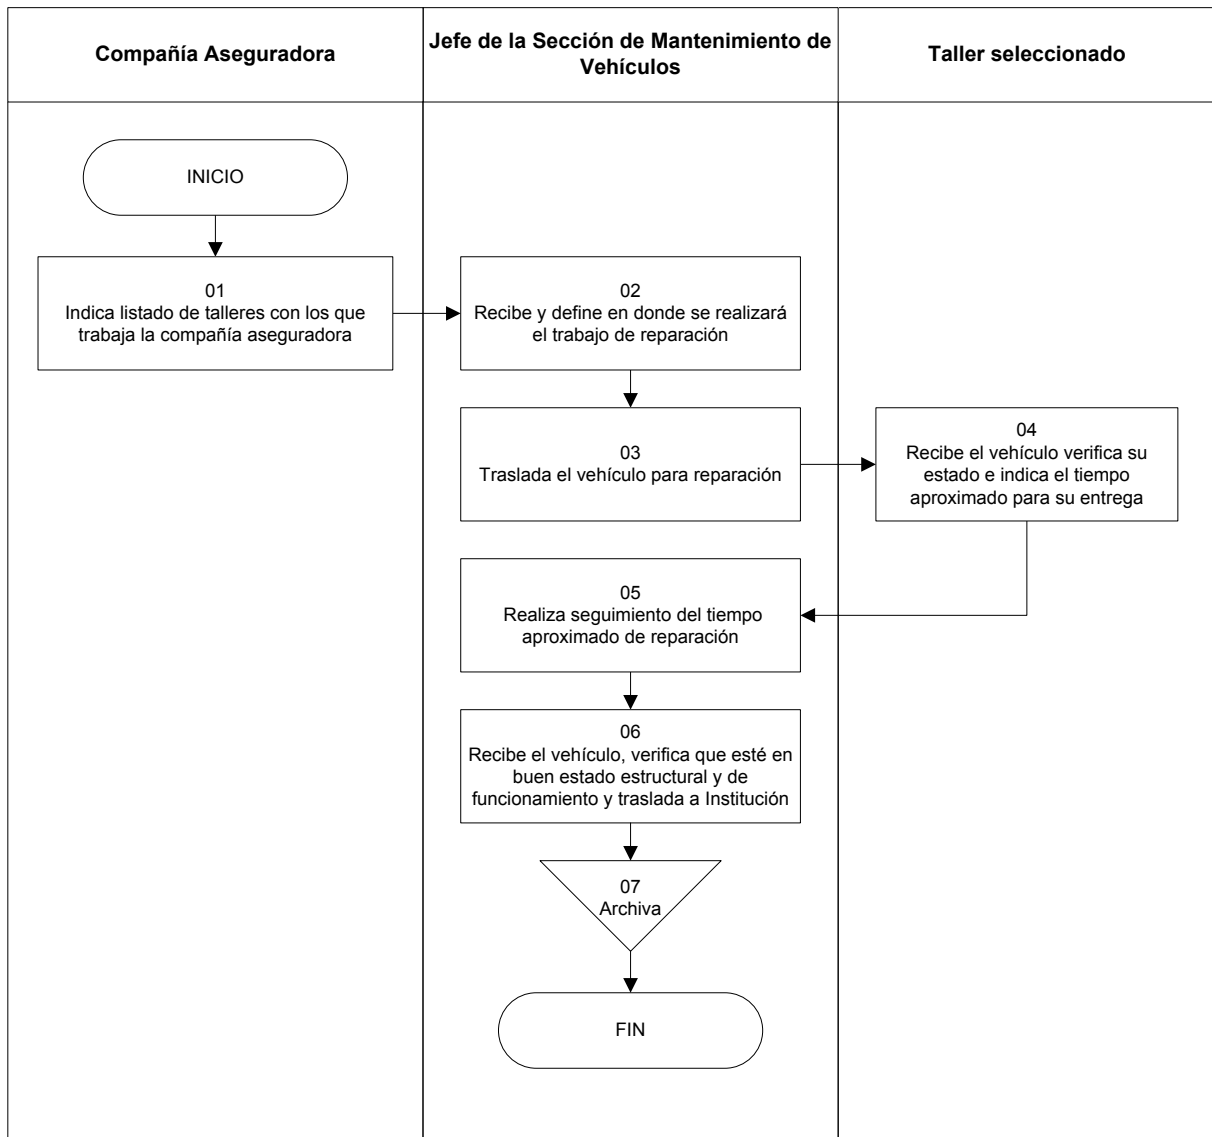 Compañía Aseguradora
Jefe de la Sección de Mantenimiento de
Vehículos
Taller seleccionado
INICIO
01
Indica listado de talleres con los que
trabaja la compañía aseguradora
02
Recibe y define en donde se realizará
el trabajo de reparación
03
Traslada el vehículo para reparación
04
Recibe el vehículo verifica su
estado e indica el tiempo
aproximado para su entrega
05
Realiza seguimiento del tiempo
aproximado de reparación
06
Recibe el vehículo, verifica que esté en
buen estado estructural y de
funcionamiento y traslada a Institución
07
Archiva
FIN